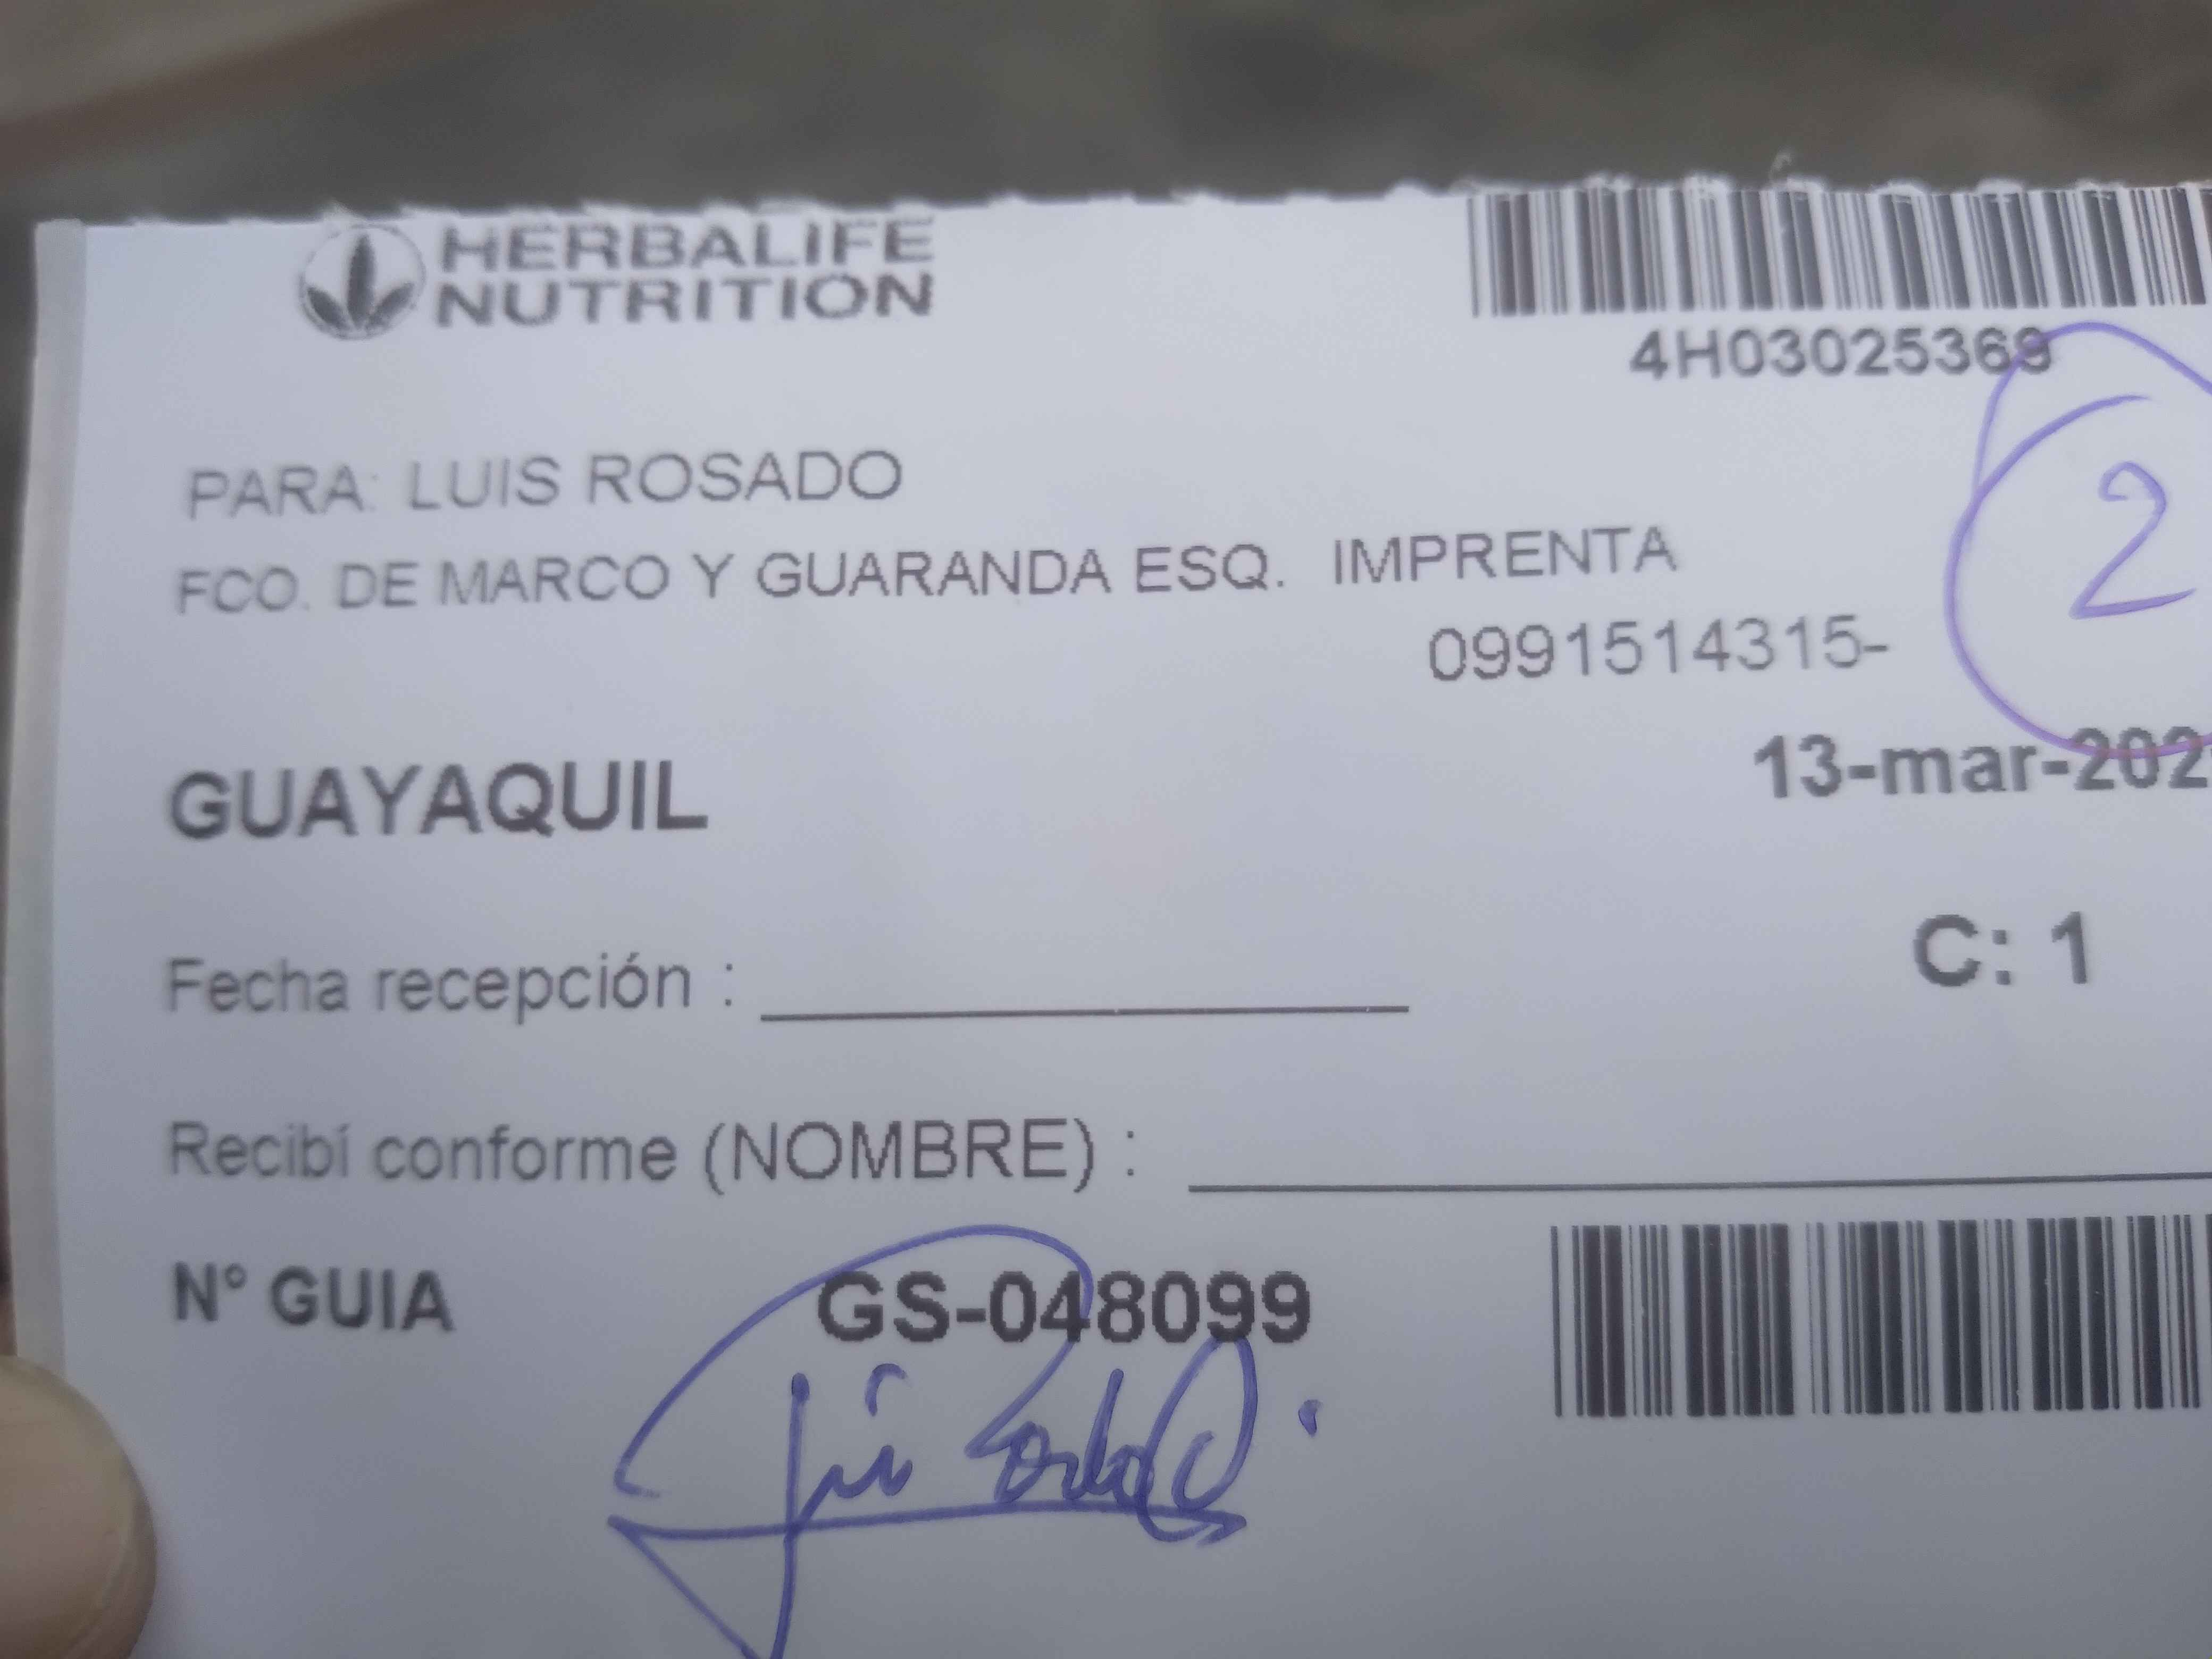 HERBALIFE
NUTRITION
4H03025369
2
PARA: LUIS ROSADO
FCO. DE MARCO Y GUARANDA ESQ. IMPRENTA
0991514315-
GUAYAQUIL
13-mar-202
C: 1
Fecha recepción :
Recibí conforme (NOMBRE) :
N° GUIA GS-048099